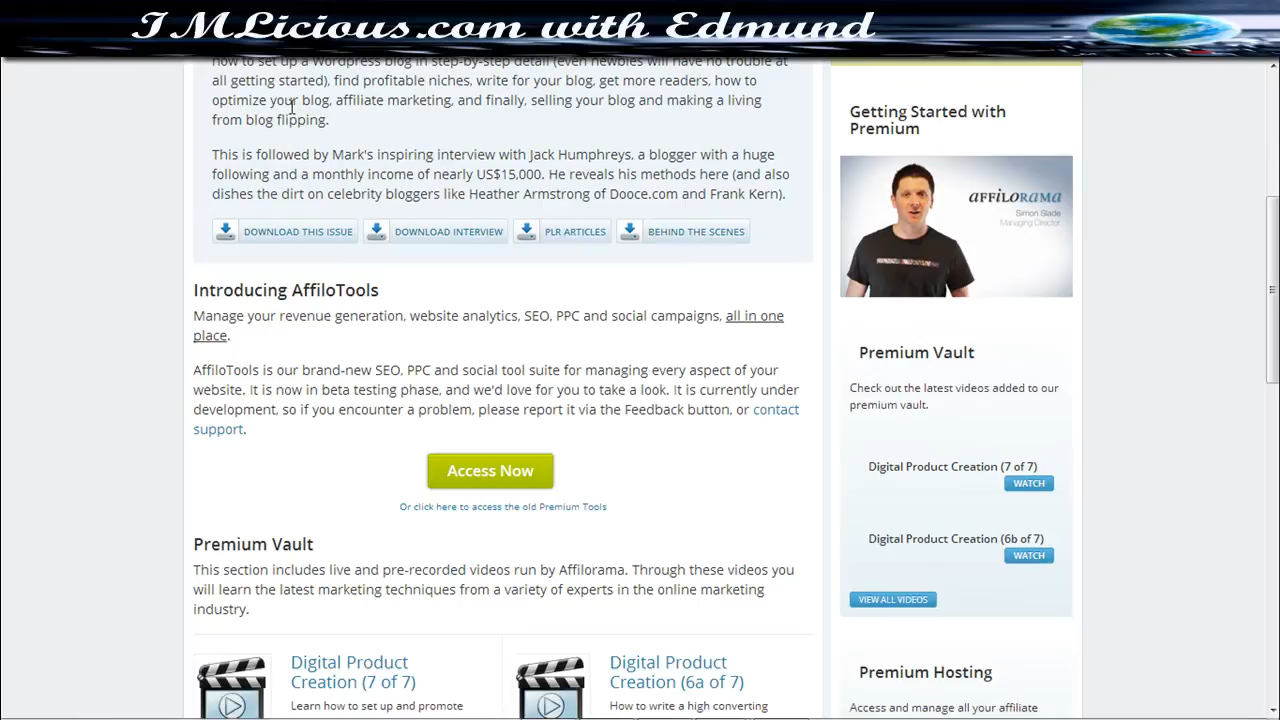 IMLicious.com with Edmund
how to set up a Wordpress blog in step-by-step detail (even newbies will have no trouble at
all getting started), find profitable niches, write for your blog, get more readers, how to
optimize your blog, affiliate marketing, and finally, selling your blog and making a living
from blog flipping.
This is followed by Mark's inspiring interview with Jack Humphreys, a blogger with a huge
following and a monthly income of nearly US$15,000. He reveals his methods here (and also
dishes the dirt on celebrity bloggers like Heather Armstrong of Dooce.com and Frank Kern).
DOWNLOAD THIS ISSUE DOWNLOAD INTERVIEW PLR ARTICLES BEHIND THE SCENES
Introducing AffiloTools
Manage your revenue generation, website analytics, SEO, PPC and social campaigns, all in one
place.
AffiloTools is our brand-new SEO, PPC and social tool suite for managing every aspect of your
website. It is now in beta testing phase, and we'd love for you to take a look. It is currently under
development, so if you encounter a problem, please report it via the Feedback button, or contact
support.
Access Now
Or click here to access the old Premium Tools
Premium Vault
This section includes live and pre-recorded videos run by Affilorama. Through these videos you
will learn the latest marketing techniques from a variety of experts in the online marketing
industry.
Digital Product
Creation (7 of 7)
Learn how to set up and promote
Digital Product
Creation (6a of 7)
How to write a high converting
Getting Started with
Premium
AFFILORAMA
Simon Slade
Managing Director
Premium Vault
Check out the latest videos added to our
premium vault.
Digital Product Creation (7 of 7)
WATCH
Digital Product Creation (6b of 7)
WATCH
VIEW ALL VIDEOS
Premium Hosting
Access and manage all your affiliate